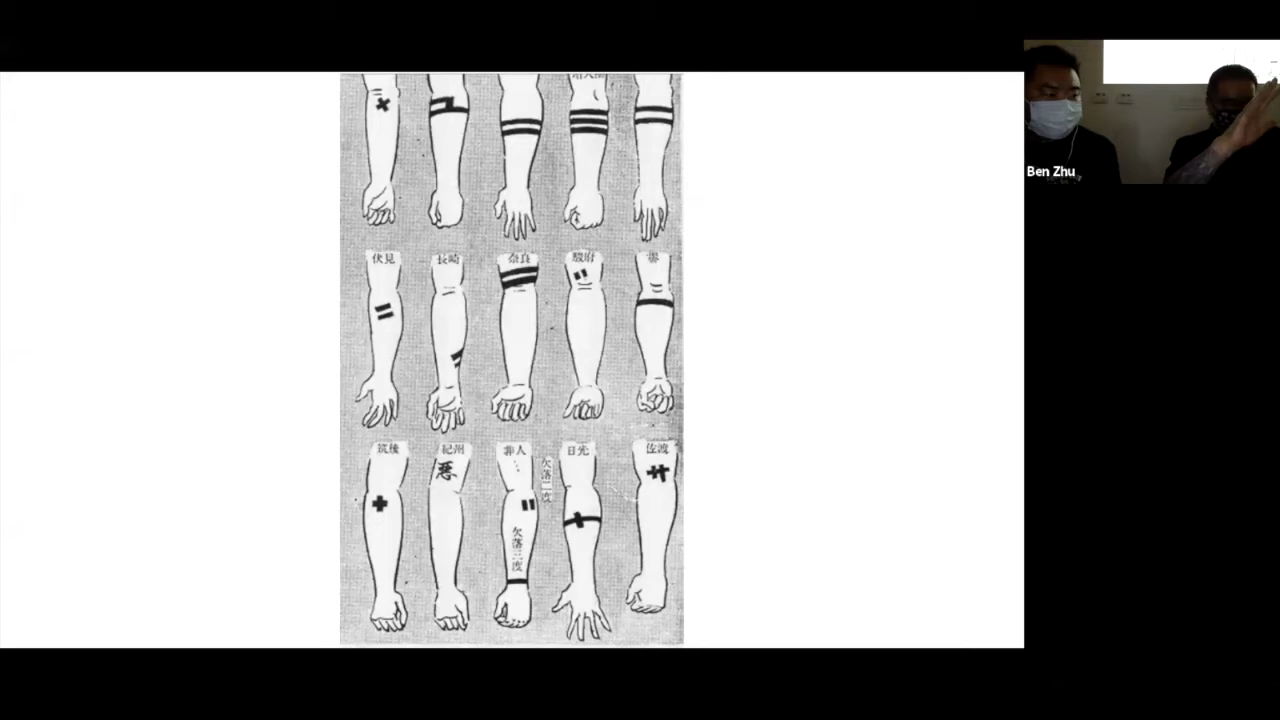 伏見
長崎
奈良
駿府
筑後
紀州
悪
非人
欠落二度
欠落三度
日光
佐渡
Ben Zhu